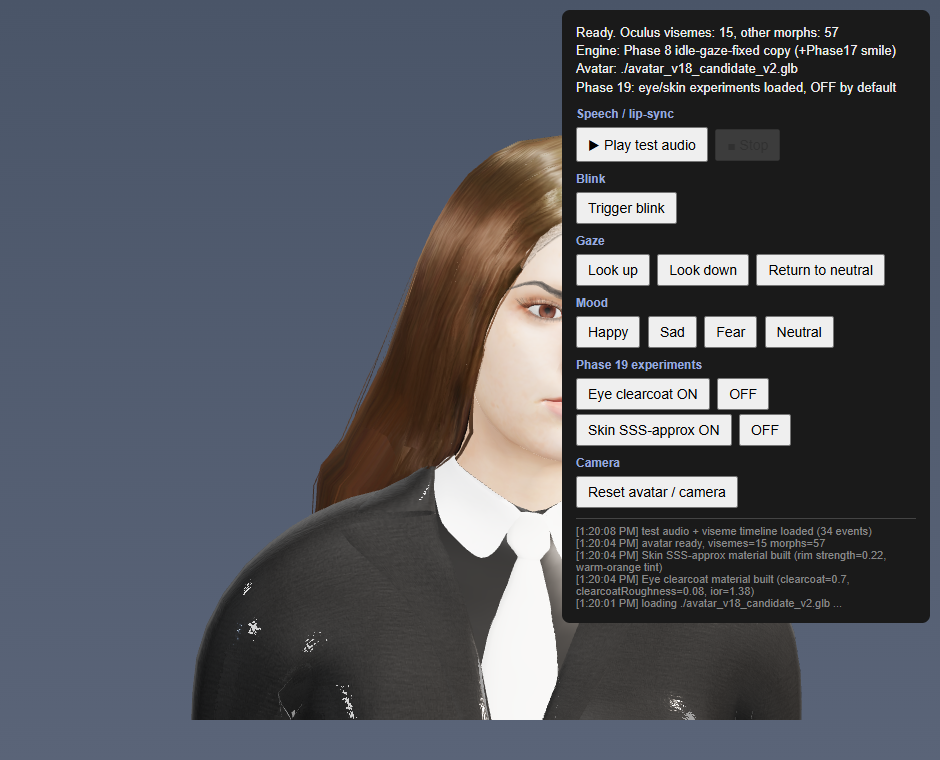 Ready. Oculus visemes: 15, other morphs: 57
Engine: Phase 8 idle-gaze-fixed copy (+Phase17 smile)
Avatar: ./avatar_v18_candidate_v2.glb
Phase 19: eye/skin experiments loaded, OFF by default
Speech / lip-sync
▶ Play test audio ■ Stop
Blink
Trigger blink
Gaze
Look up Look down Return to neutral
Mood
Happy Sad Fear Neutral
Phase 19 experiments
Eye clearcoat ON OFF
Skin SSS-approx ON OFF
Camera
Reset avatar / camera
[1:20:08 PM] test audio + viseme timeline loaded (34 events)
[1:20:04 PM] avatar ready, visemes=15 morphs=57
[1:20:04 PM] Skin SSS-approx material built (rim strength=0.22,
warm-orange tint)
[1:20:04 PM] Eye clearcoat material built (clearcoat=0.7,
clearcoatRoughness=0.08, ior=1.38)
[1:20:01 PM] loading ./avatar_v18_candidate_v2.glb ...